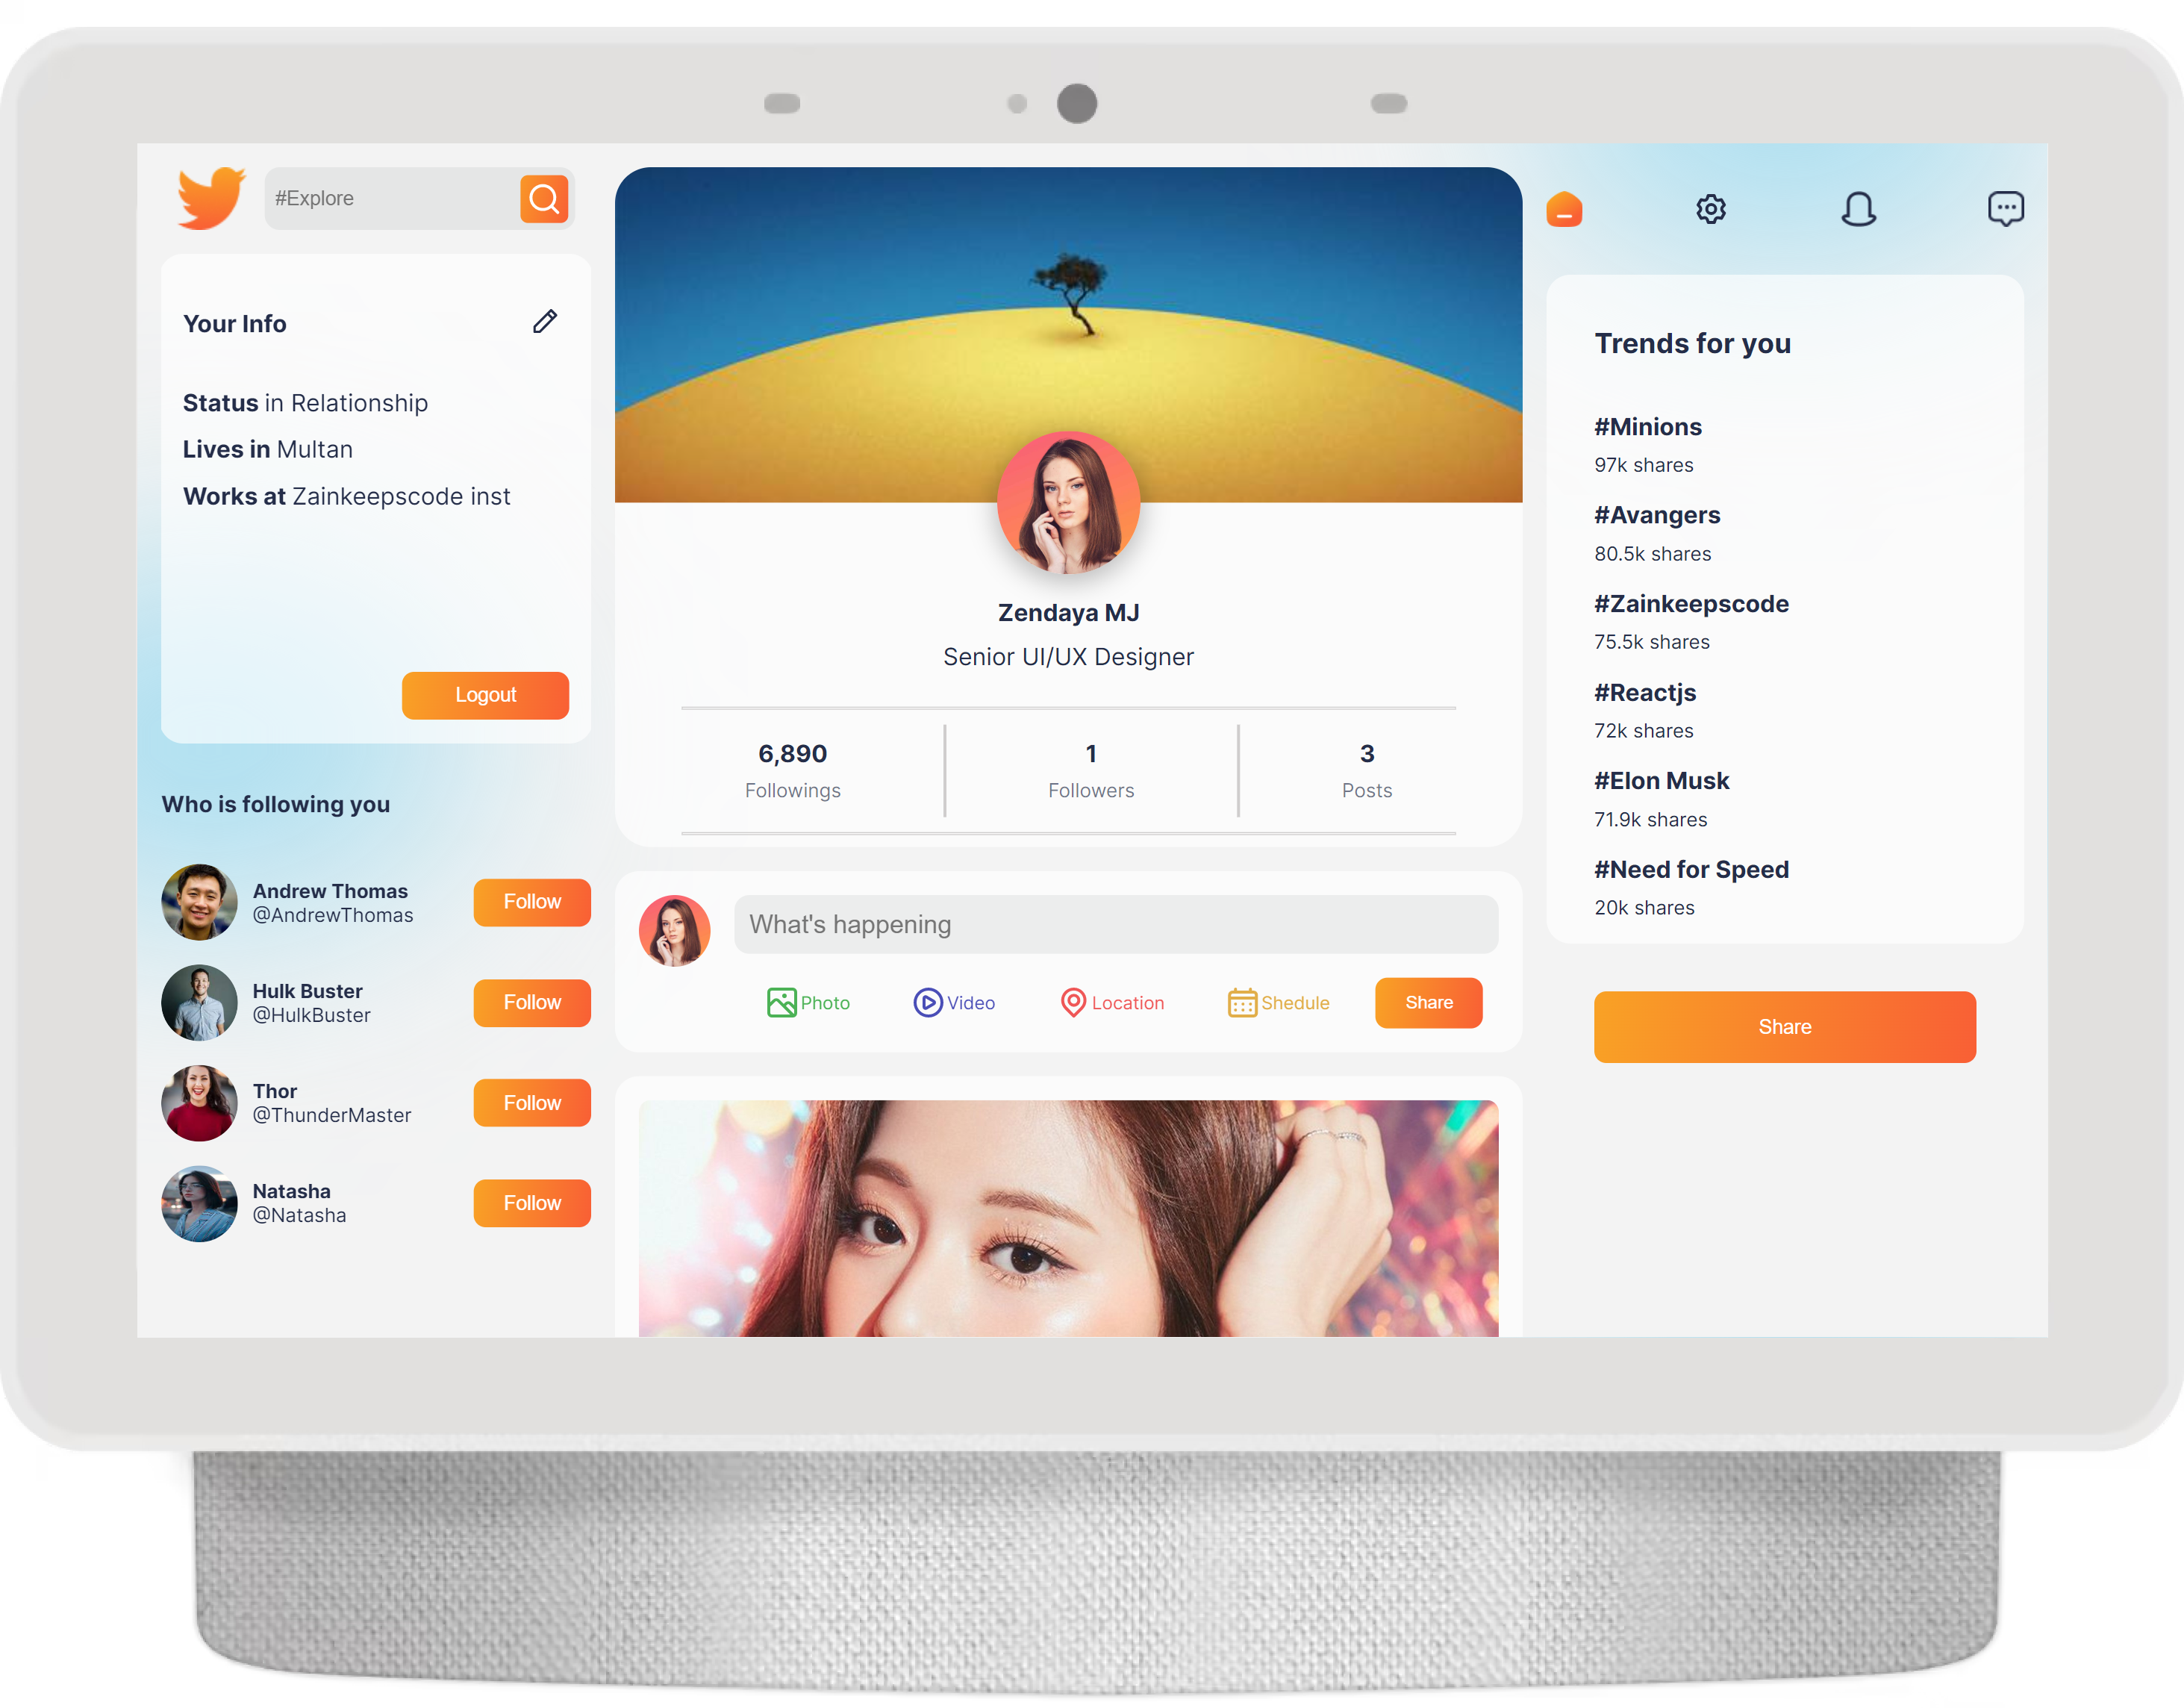 #Explore
Your Info
Status in Relationship
Lives in Multan
Works at Zainkeepscode inst
Logout
Who is following you
Andrew Thomas
@AndrewThomas
Follow
Hulk Buster
@HulkBuster
Follow
Thor
@ThunderMaster
Follow
Natasha
@Natasha
Follow
Zendaya MJ
Senior UI/UX Designer
6,890
Followings
1
Followers
3
Posts
What's happening
Photo
Video
Location
Shedule
Share
Trends for you
#Minions
97k shares
#Avangers
80.5k shares
#Zainkeepscode
75.5k shares
#Reactjs
72k shares
#Elon Musk
71.9k shares
#Need for Speed
20k shares
Share